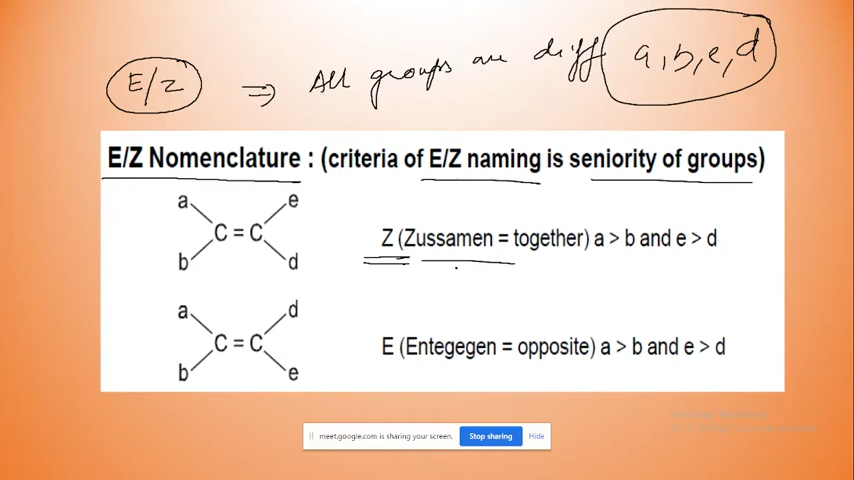 E/Z ⇒ All groups are diff a, b, e, d
E/Z Nomenclature : (criteria of E/Z naming is seniority of groups)
a e
C = C
b d
Z (Zussamen = together) a > b and e > d
a d
C = C
b e
E (Entegegen = opposite) a > b and e > d
meet.google.com is sharing your screen. Stop sharing Hide